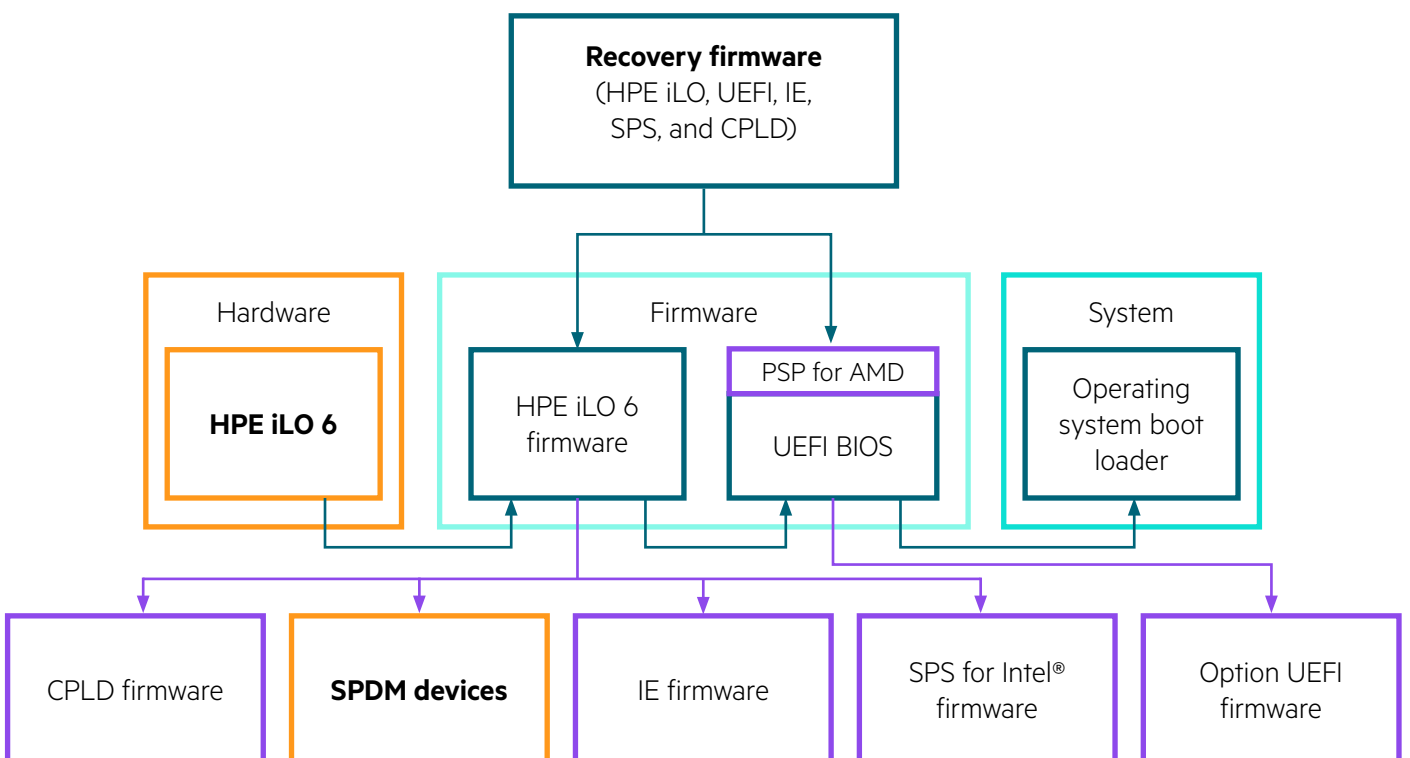 Recovery firmware
(HPE iLO, UEFI, IE,
SPS, and CPLD)
Hardware
HPE iLO 6
Firmware
HPE iLO 6
firmware
PSP for AMD
UEFI BIOS
System
Operating
system boot
loader
CPLD firmware
SPDM devices
IE firmware
SPS for Intel®
firmware
Option UEFI
firmware